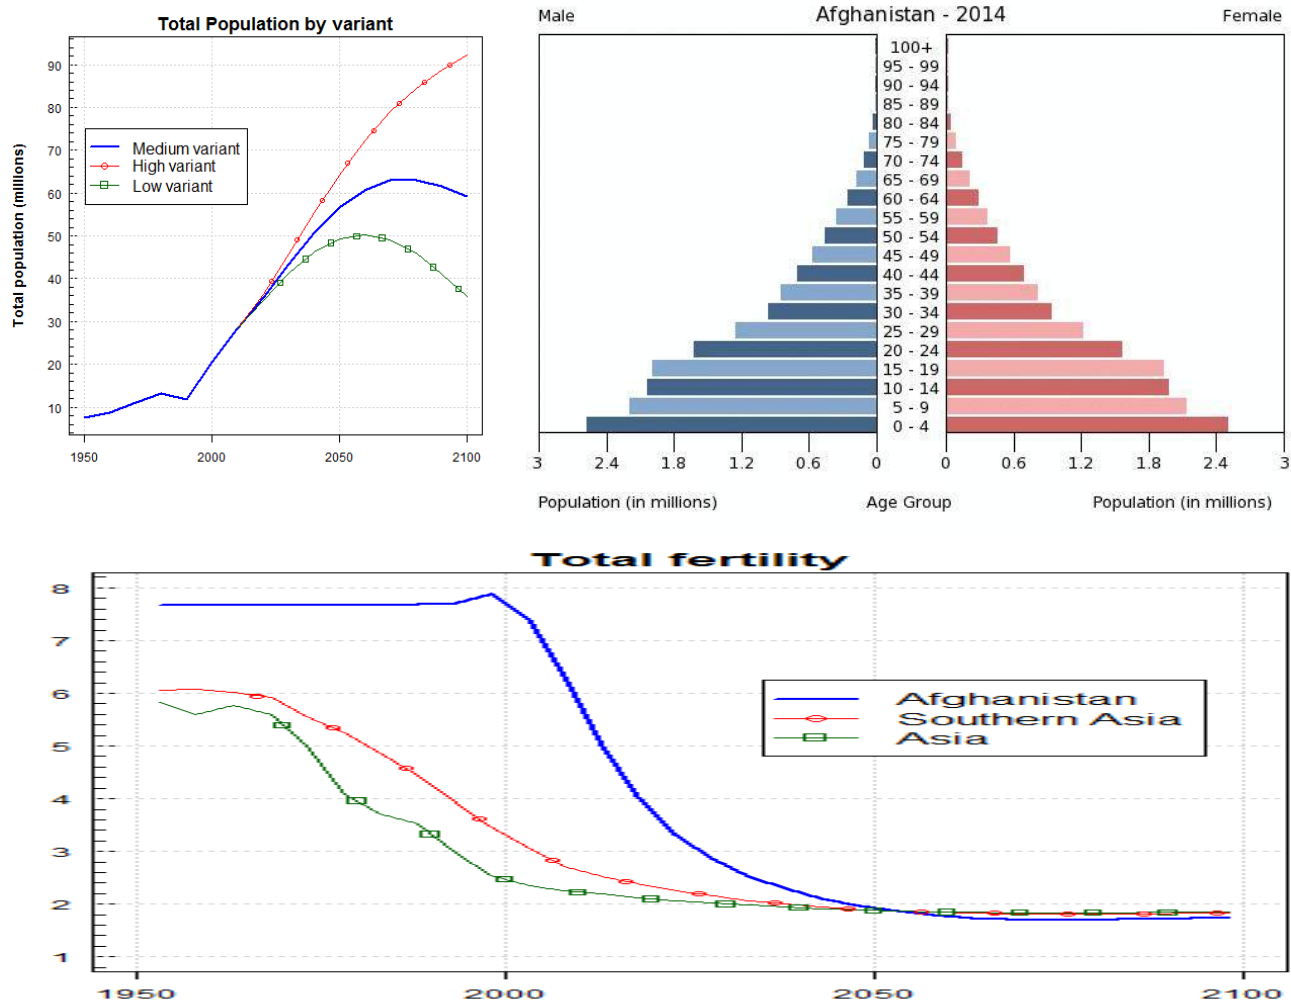 Total Population by variant
Total population (millions)
90
80
70
60
50
40
30
20
10
Medium variant
High variant
Low variant
1950 2000 2050 2100
Male Afghanistan - 2014 Female
100+
95 - 99
90 - 94
85 - 89
80 - 84
75 - 79
70 - 74
65 - 69
60 - 64
55 - 59
50 - 54
45 - 49
40 - 44
35 - 39
30 - 34
25 - 29
20 - 24
15 - 19
10 - 14
5 - 9
0 - 4
3 2.4 1.8 1.2 0.6 0 0 0.6 1.2 1.8 2.4 3
Population (in millions) Age Group Population (in millions)
Total fertility
8
7
6
5
4
3
2
1
Afghanistan
Southern Asia
Asia
1950 2000 2050 2100